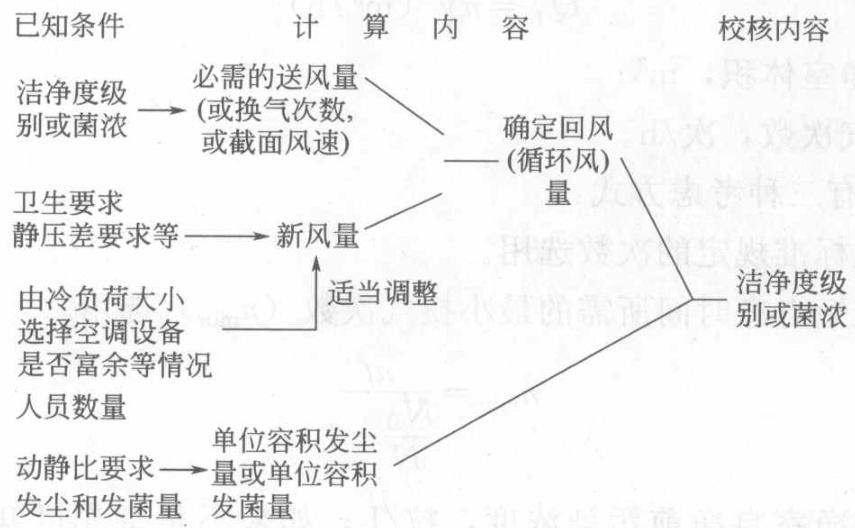 已知条件 计算内容 校核内容
洁净度级
别或菌浓
必需的送风量
(或换气次数,
或截面风速)
确定回风
(循环风)
量
卫生要求
静压差要求等
新风量
适当调整
由冷负荷大小
选择空调设备
是否富余等情况
洁净度级
别或菌浓
人员数量
动静比要求
发尘和发菌量
单位容积发尘
量或单位容积
发菌量